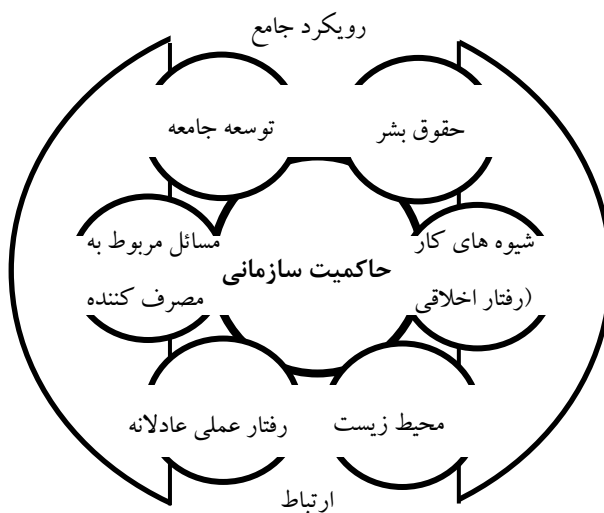 رویکرد جامع
حقوق بشر
توسعه جامعه
شیوه های کار
(رفتار اخلاقی
مسائل مربوط به
مصرف کننده
حاکمیت سازمانی
محیط زیست
رفتار عملی عادلانه
ارتباط